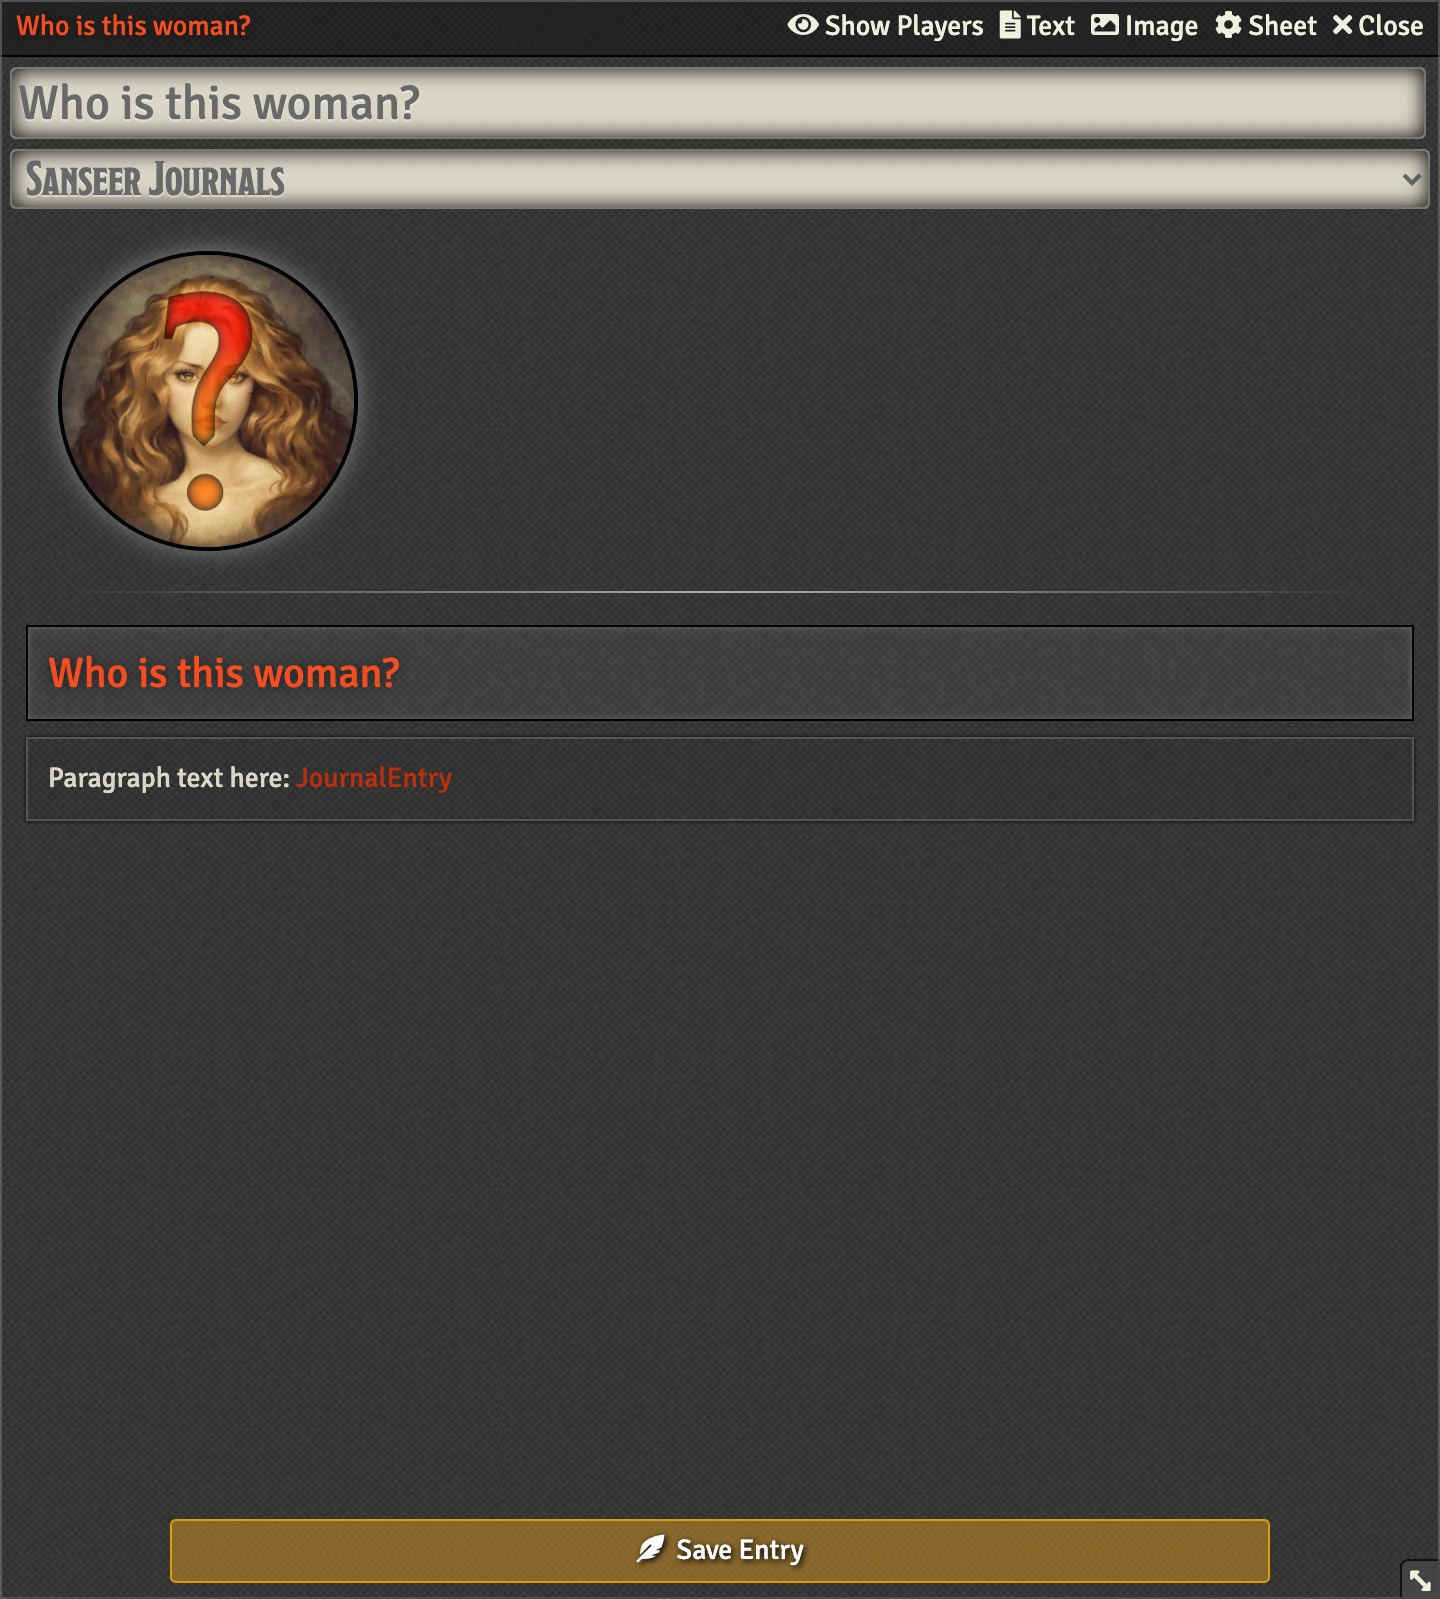 Who is this woman?
Show Players Text Image Sheet Close
Who is this woman?
Sanseer Journals
?
Who is this woman?
Paragraph text here: JournalEntry
Save Entry